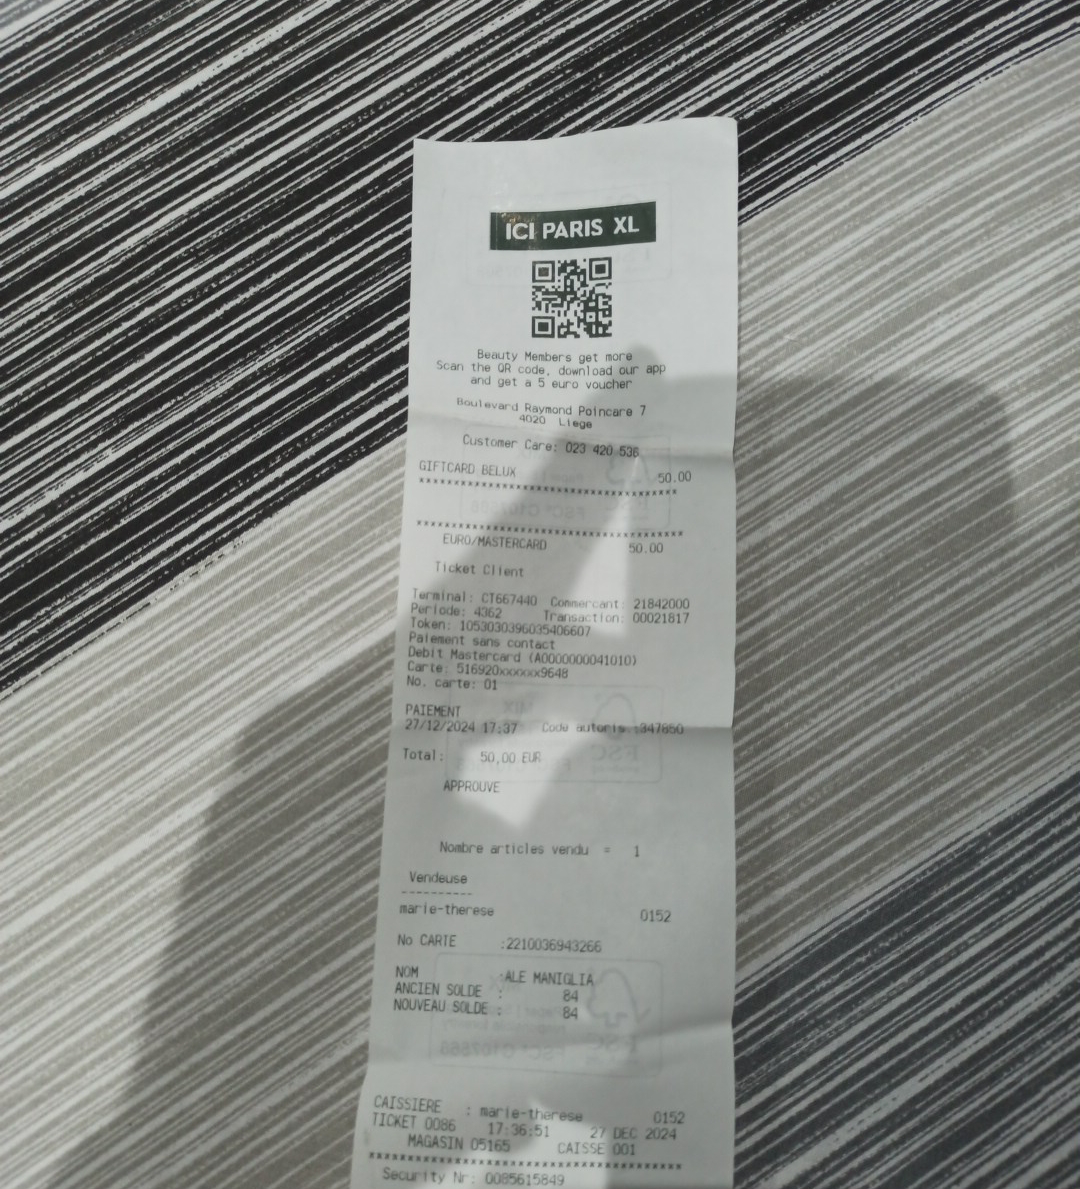 ICI PARIS XL
Beauty Members get more
Scan the QR code, download our app
and get a 5 euro voucher
Boulevard Raymond Poincare 7
4020 Liege
Customer Care: 023 420 536
GIFTCARD BELUX 50.00
****************************************
****************************************
EURO/MASTERCARD 50.00
Ticket Client
Terminal: CT667440 Commercant: 21842000
Periode: 4362 Transaction: 00021817
Token: 1053030396035406607
Paiement sans contact
Debit Mastercard (A0000000041010)
Carte: 516920xxxxxx9648
No. carte: 01
PAIEMENT
27/12/2024 17:37 Code autoris.:347850
Total: 50,00 EUR
APPROUVE
Nombre articles vendu = 1
Vendeuse
----------
marie-therese 0152
No CARTE :2210036943266
NOM :ALE MANIGLIA
ANCIEN SOLDE : 84
NOUVEAU SOLDE : 84
CAISSIERE : marie-therese 0152
TICKET 0086 17:36:51 27 DEC 2024
MAGASIN 05165 CAISSE 001
****************************************
Security Nr: 0085615849